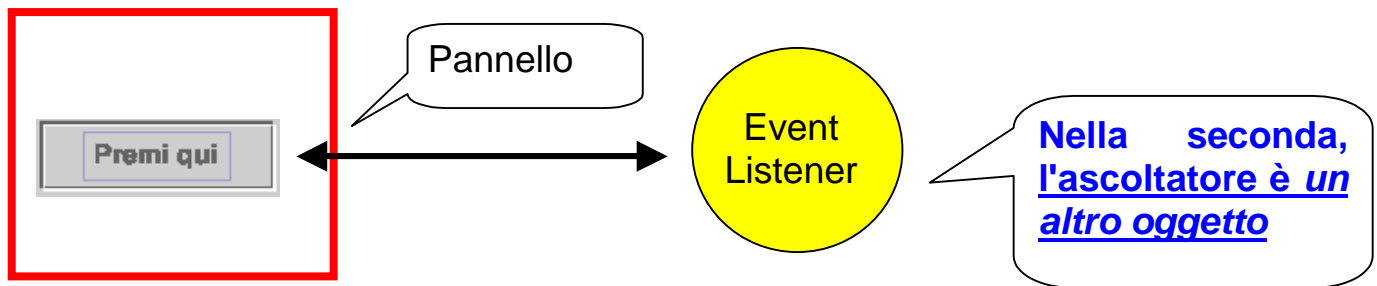 Premi qui
Pannello
Event
Listener
Nella seconda,
l'ascoltatore è un
altro oggetto